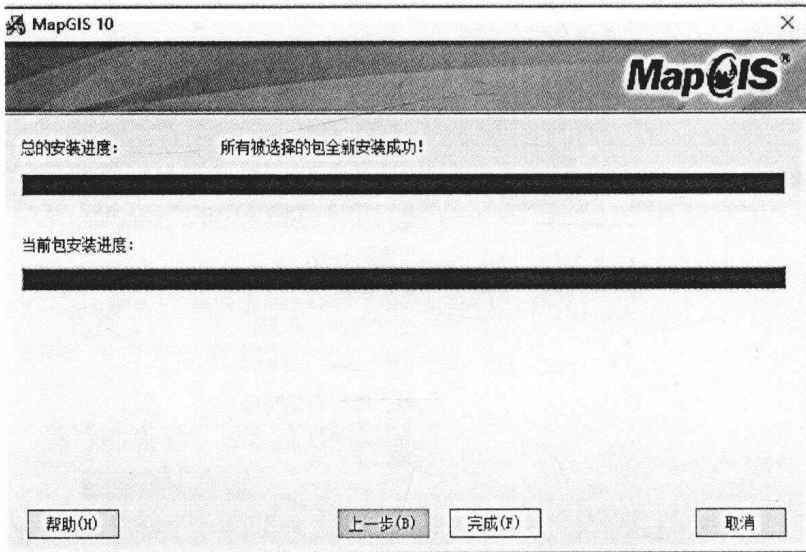 MapGIS 10
MapGIS®
总的安装进度： 所有被选择的包全新安装成功！
当前包安装进度：
帮助(H)
上一步(B)
完成(F)
取消